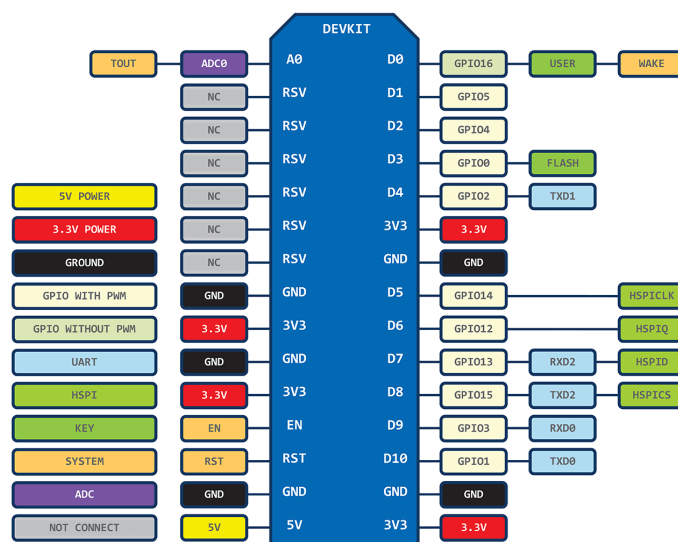 DEVKIT
TOUT ADC0 A0 D0 GPIO16 USER WAKE
NC RSV D1 GPIO5
NC RSV D2 GPIO4
NC RSV D3 GPIO0 FLASH
5V POWER NC RSV D4 GPIO2 TXD1
3.3V POWER NC RSV 3V3 3.3V
GROUND NC RSV GND GND
GPIO WITH PWM GND GND D5 GPIO14 HSPICLK
GPIO WITHOUT PWM 3.3V 3V3 D6 GPIO12 HSPIQ
UART GND GND D7 GPIO13 RXD2 HSPID
HSPI 3.3V 3V3 D8 GPIO15 TXD2 HSPICS
KEY EN EN D9 GPIO3 RXD0
SYSTEM RST RST D10 GPIO1 TXD0
ADC GND GND GND GND
NOT CONNECT 5V 5V 3V3 3.3V